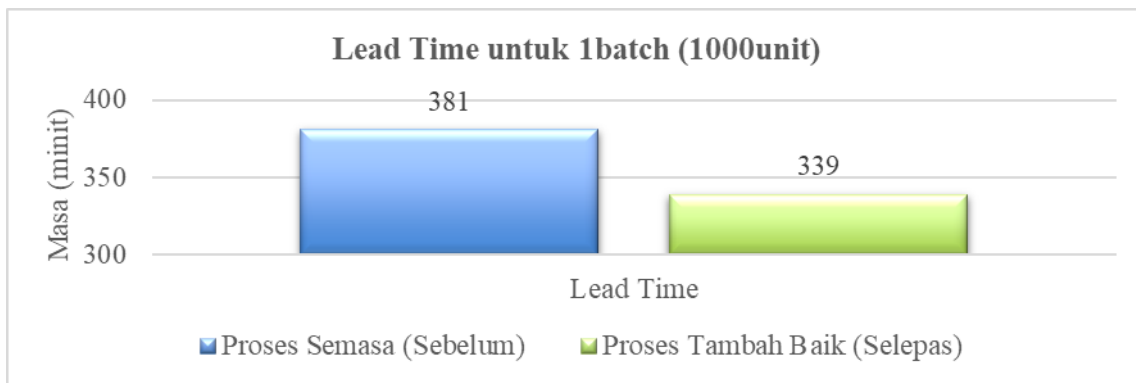 Lead Time untuk 1batch (1000unit)
Masa (minit)
400
350
300
381
339
Lead Time
Proses Semasa (Sebelum)
Proses Tambah Baik (Selepas)